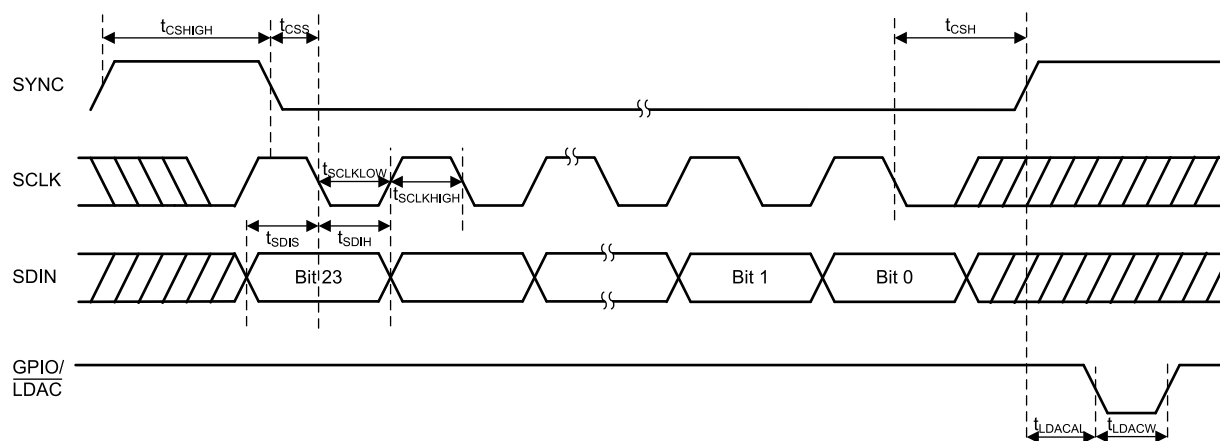 tCSHIGH
tCSS
tCSH
SYNC
SCLK
tSCLKLOW
tSCLKHIGH
tSDIS
tSDIH
SDIN
Bit 23
Bit 1
Bit 0
GPIO/
LDAC
tLDACAL
tLDACW